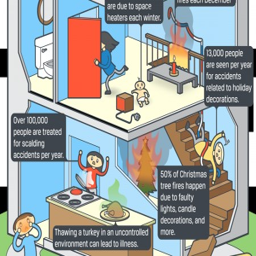 are due to space
heaters each winter.
fires each December
13,000 people
are seen per year
for accidents
related to holiday
decorations.
Over 100,000
people are treated
for scalding
accidents per year.
50% of Christmas
tree fires happen
due to faulty
lights, candle
decorations, and
more.
Thawing a turkey in an uncontrolled
environment can lead to illness.